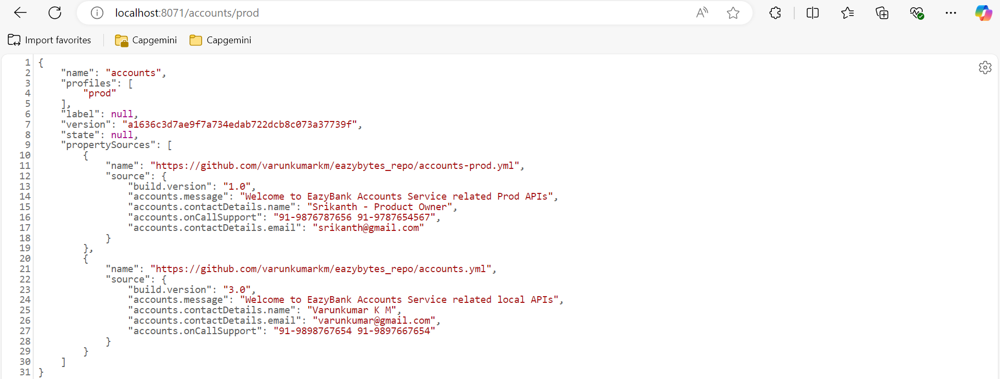 localhost:8071/accounts/prod
Import favorites Capgemini Capgemini
1 {
2     "name": "accounts",
3     "profiles": [
4         "prod"
5     ],
6     "label": null,
7     "version": "a1636c3d7ae9f7a734edab722dcb8c073a37739f",
8     "state": null,
9     "propertySources": [
10         {
11             "name": "https://github.com/varunkumarkm/eazybytes_repo/accounts-prod.yml",
12             "source": {
13                 "build.version": "1.0",
14                 "accounts.message": "Welcome to EazyBank Accounts Service related Prod APIs",
15                 "accounts.contactDetails.name": "Srikanth - Product Owner",
16                 "accounts.onCallSupport": "91-9876787656 91-9787654567",
17                 "accounts.contactDetails.email": "srikanth@gmail.com"
18             }
19         },
20         {
21             "name": "https://github.com/varunkumarkm/eazybytes_repo/accounts.yml",
22             "source": {
23                 "build.version": "3.0",
24                 "accounts.message": "Welcome to EazyBank Accounts Service related local APIs",
25                 "accounts.contactDetails.name": "Varunkumar K M",
26                 "accounts.contactDetails.email": "varunkumar@gmail.com",
27                 "accounts.onCallSupport": "91-9898767654 91-9897667654"
28             }
29         }
30     ]
31 }